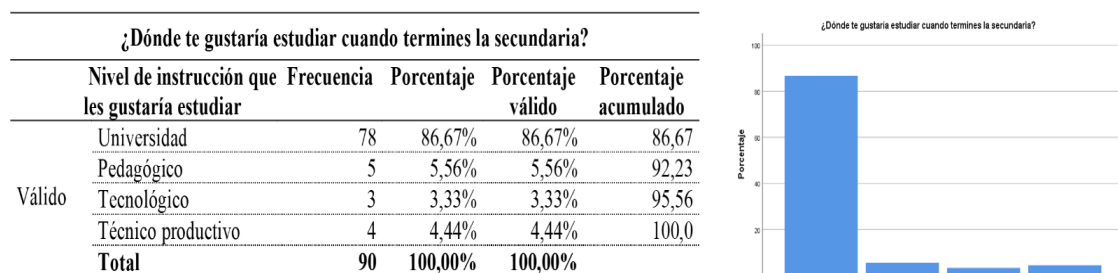 ¿Dónde te gustaría estudiar cuando termines la secundaria?
Nivel de instrucción que les gustaría estudiar Frecuencia Porcentaje Porcentaje válido Porcentaje acumulado
Universidad 78 86,67% 86,67% 86,67
Pedagógico 5 5,56% 5,56% 92,23
Válido Tecnológico 3 3,33% 3,33% 95,56
Técnico productivo 4 4,44% 4,44% 100,0
Total 90 100,00% 100,00%
¿Dónde te gustaría estudiar cuando termines la secundaria?
Porcentaje
100
80
60
40
20